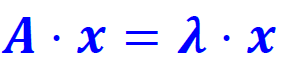 A · x = λ · x